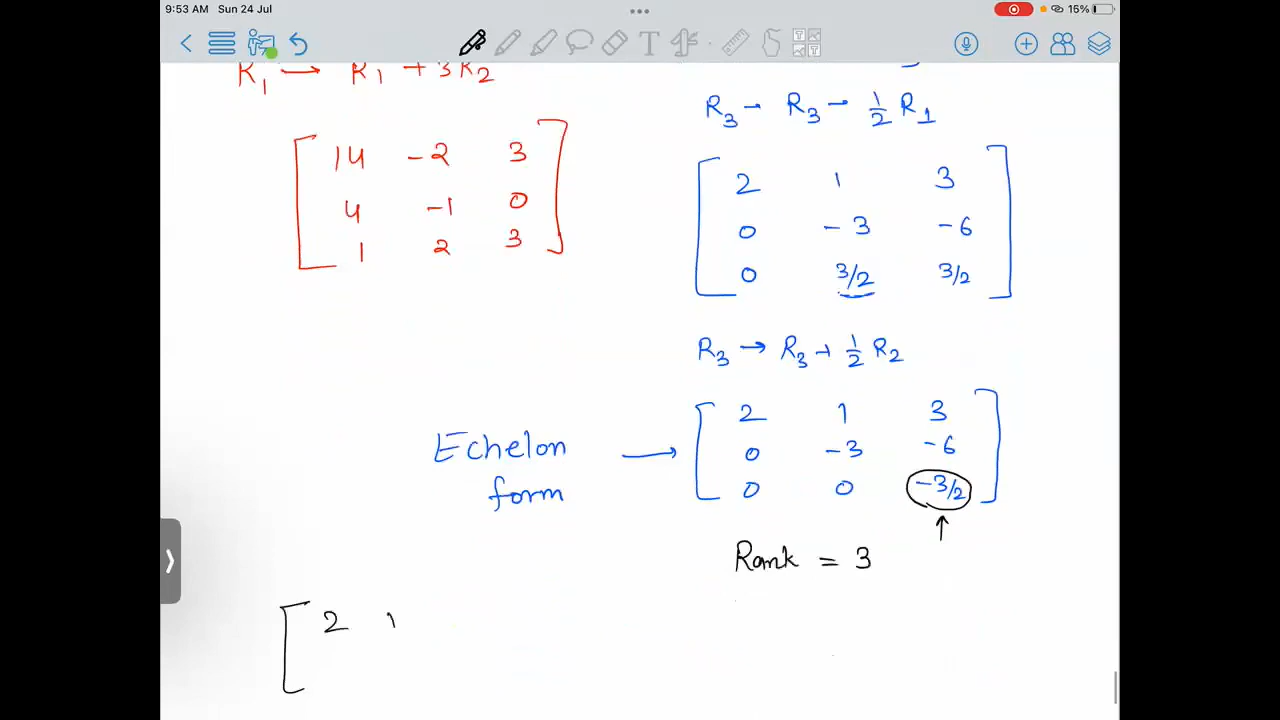 9:53 AM Sun 24 Jul
16%
R1 → R1 + 3R2
14 -2 3
4 -1 0
1 2 3
R3 → R3 - 1/2 R1
2 1 3
0 -3 -6
0 3/2 3/2
R3 → R3 + 1/2 R2
Echelon form →
2 1 3
0 -3 -6
0 0 -3/2
↑
Rank = 3
2 1